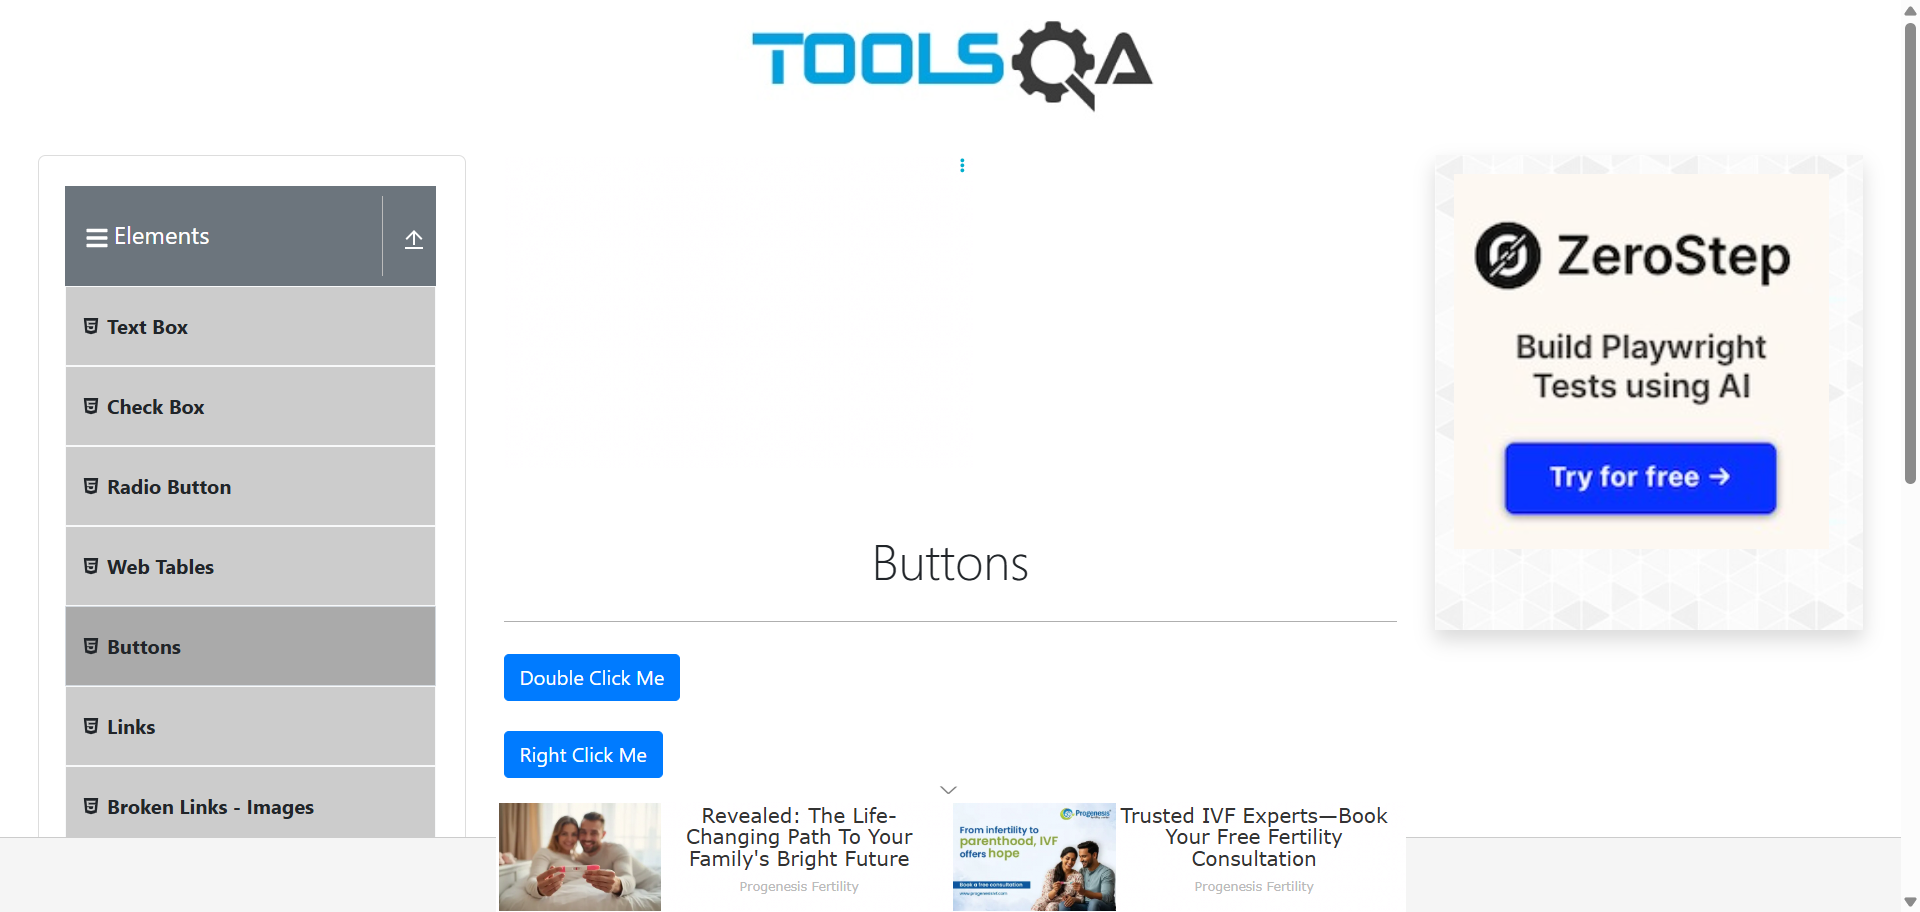 TOOLSQA
Elements
Text Box
Check Box
Radio Button
Web Tables
Buttons
Links
Broken Links - Images
Buttons
Double Click Me
Right Click Me
ZeroStep
Build Playwright
Tests using AI
Try for free →
Revealed: The Life-
Changing Path To Your
Family's Bright Future
Progenesis Fertility
Progenesis
From infertility to
parenthood, IVF
offers hope
Book a free consultation
Trusted IVF Experts—Book
Your Free Fertility
Consultation
Progenesis Fertility